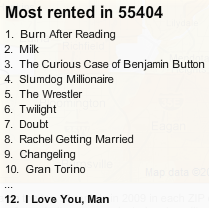 Most rented in 55404
1. Burn After Reading
2. Milk
3. The Curious Case of Benjamin Button
4. Slumdog Millionaire
5. The Wrestler
6. Twilight
7. Doubt
8. Rachel Getting Married
9. Changeling
10. Gran Torino
...
12. I Love You, Man